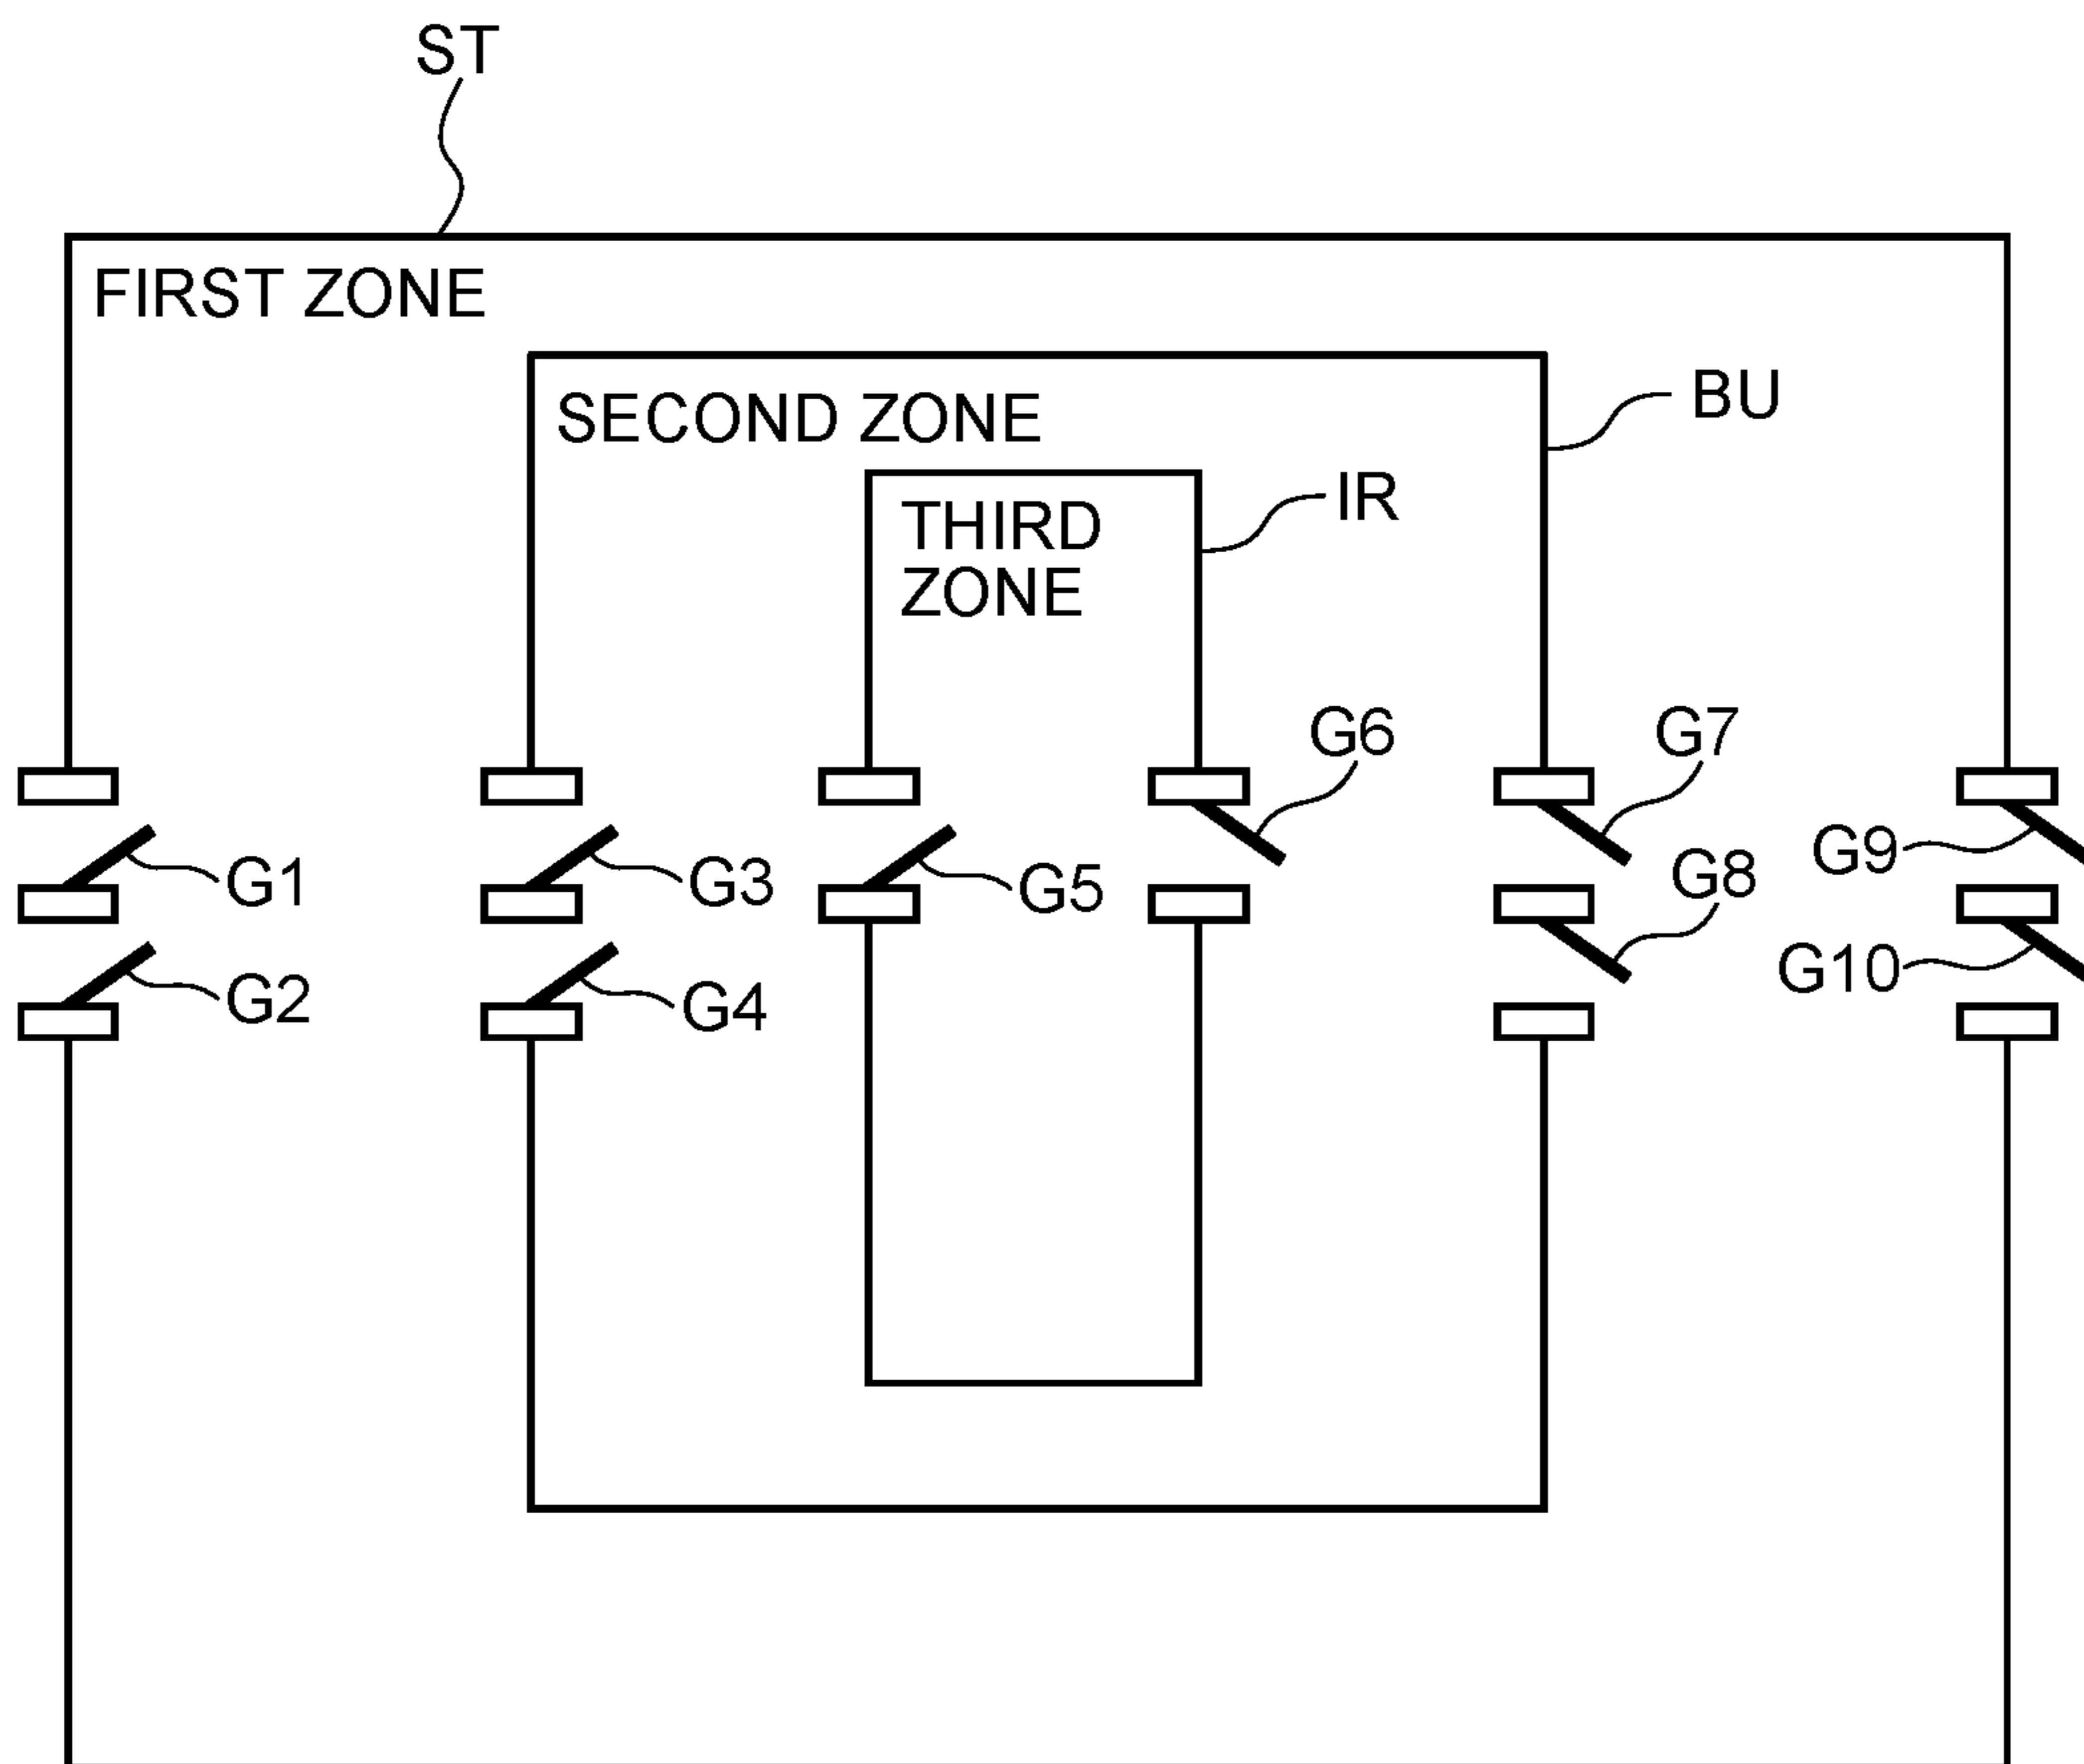 ST
FIRST ZONE
BU
SECOND ZONE
IR
THIRD
ZONE
G6
G7
G1
G3
G5
G8
G9
G2
G4
G10